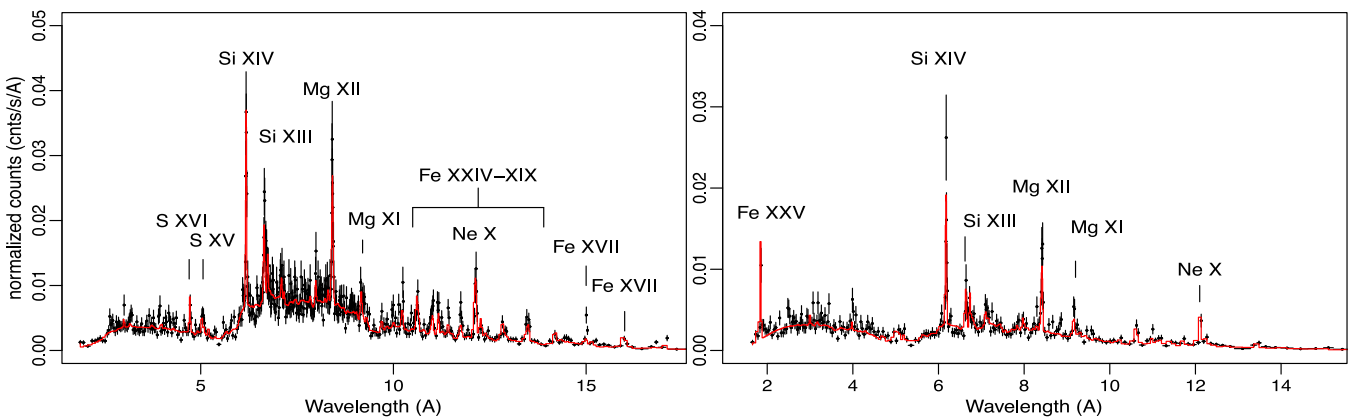 normalized counts (cnts/s/A)
0.00
0.01
0.02
0.03
0.04
0.05
Si XIV
Mg XII
Si XIII
Fe XXIV–XIX
S XVI
S XV
Mg XI
Ne X
Fe XVII
Fe XVII
5
10
15
Wavelength (A)
0.00
0.01
0.02
0.03
0.04
Si XIV
Mg XII
Fe XXV
Si XIII
Mg XI
Ne X
2
4
6
8
10
12
14
Wavelength (A)